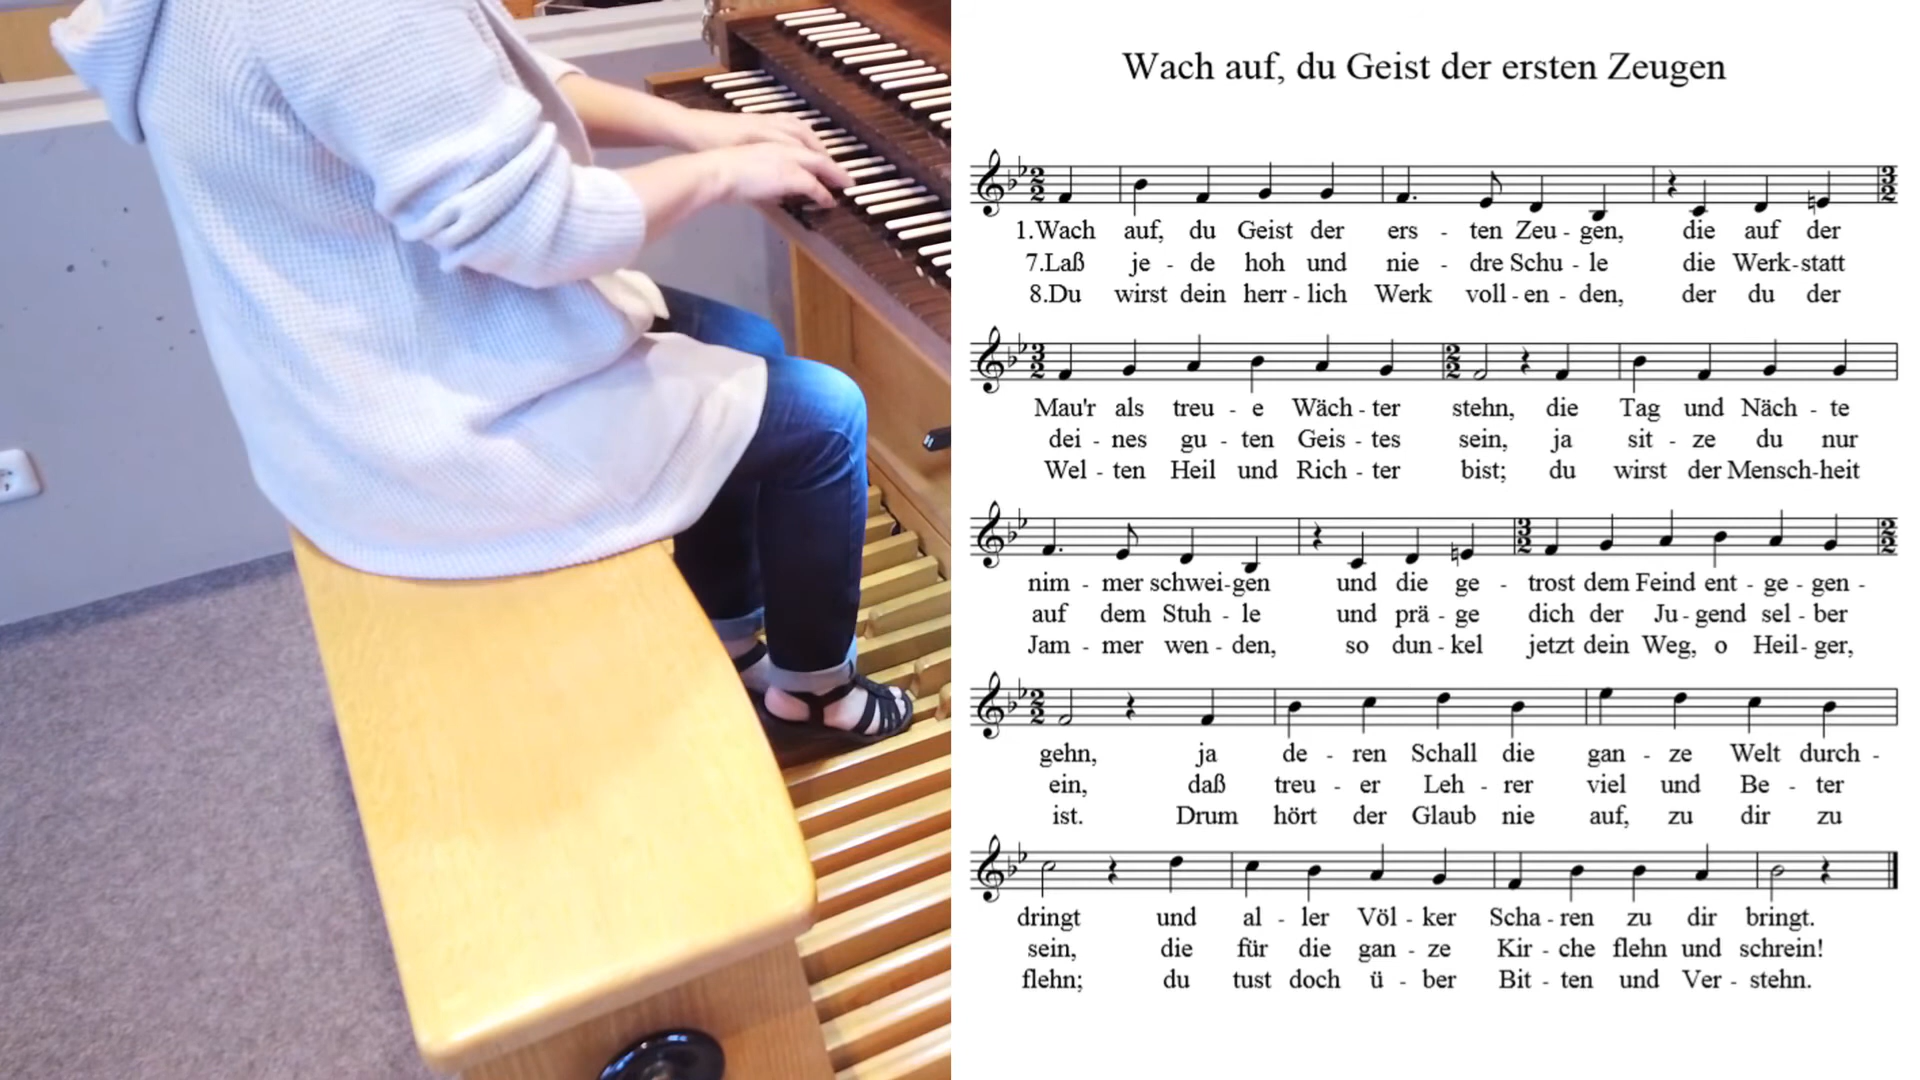 Wach auf, du Geist der ersten Zeugen
1.Wach auf, du Geist der ers - ten Zeu - gen, die auf der
7.Laß je - de hoh und nie - dre Schu - le die Werk-statt
8.Du wirst dein herr - lich Werk voll - en - den, der du der
Mau'r als treu - e Wäch - ter stehn, die Tag und Näch - te
dei - nes gu - ten Geis - tes sein, ja sit - ze du nur
Wel - ten Heil und Rich - ter bist; du wirst der Mensch-heit
nim - mer schwei-gen und die ge - trost dem Feind ent - ge - gen -
auf dem Stuh - le und prä - ge dich der Ju - gend sel - ber
Jam - mer wen - den, so dun - kel jetzt dein Weg, o Heil - ger,
gehn, ja de - ren Schall die gan - ze Welt durch -
ein, daß treu - er Leh - rer viel und Be - ter
ist. Drum hört der Glaub nie auf, zu dir zu
dringt und al - ler Völ - ker Scha - ren zu dir bringt.
sein, die für die gan - ze Kir - che flehn und schrein!
flehn; du tust doch ü - ber Bit - ten und Ver - stehn.